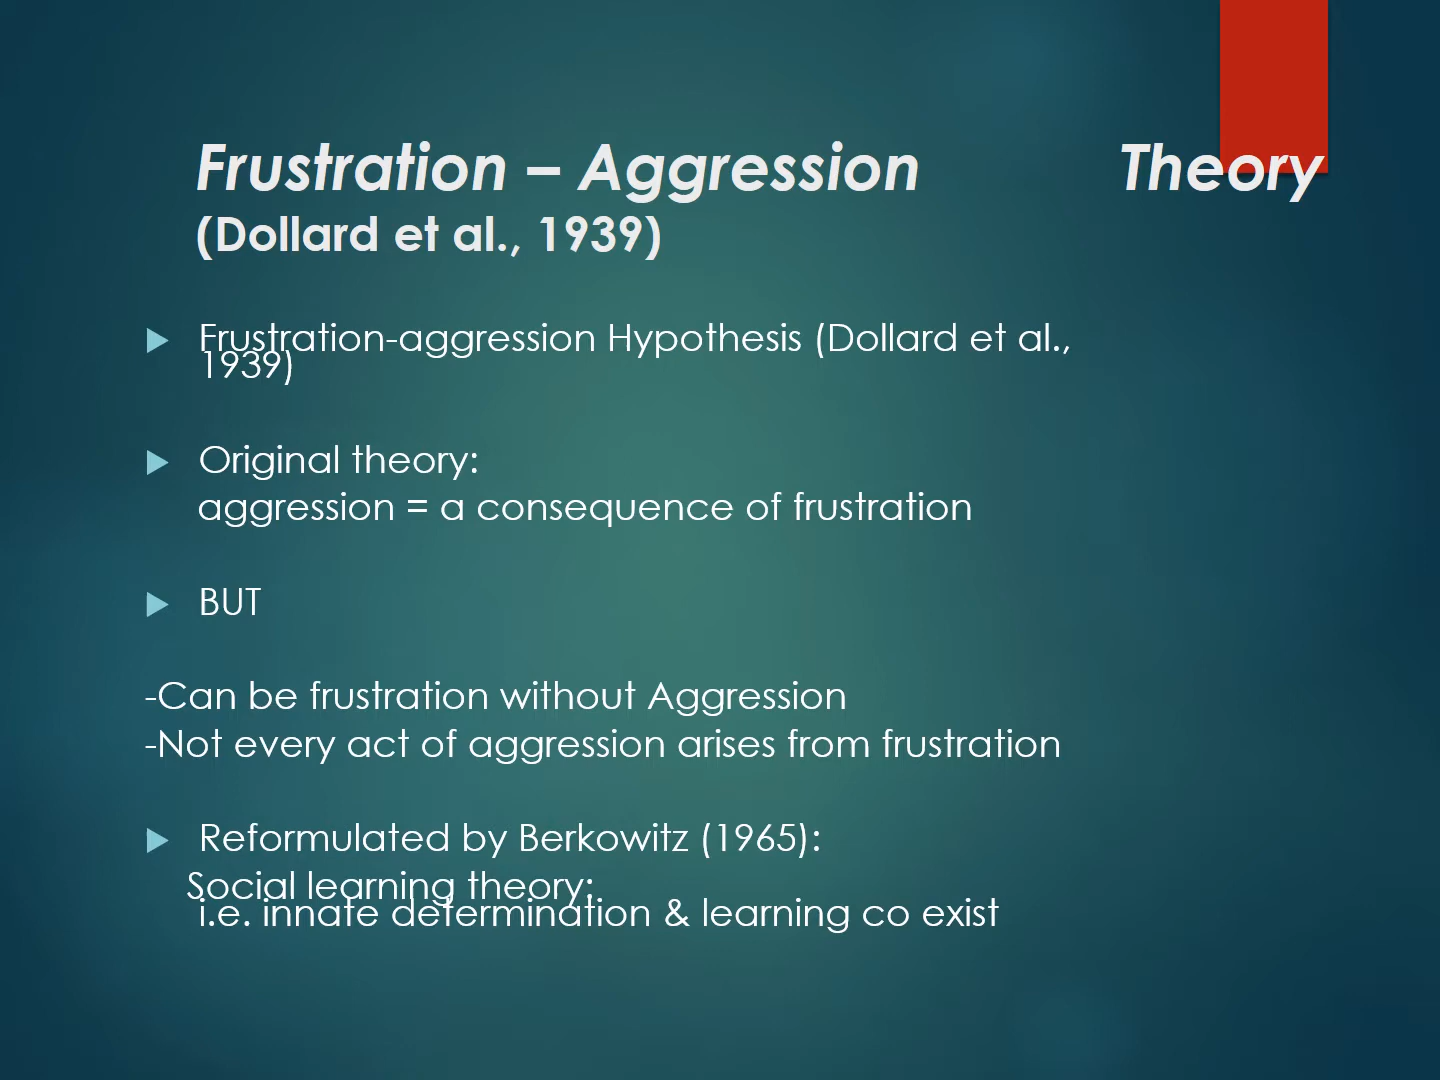 Frustration – Aggression Theory
(Dollard et al., 1939)
Frustration-aggression Hypothesis (Dollard et al.,
1939)
Original theory:
aggression = a consequence of frustration
BUT
-Can be frustration without Aggression
-Not every act of aggression arises from frustration
Reformulated by Berkowitz (1965):
Social learning theory:
i.e. innate determination & learning co exist